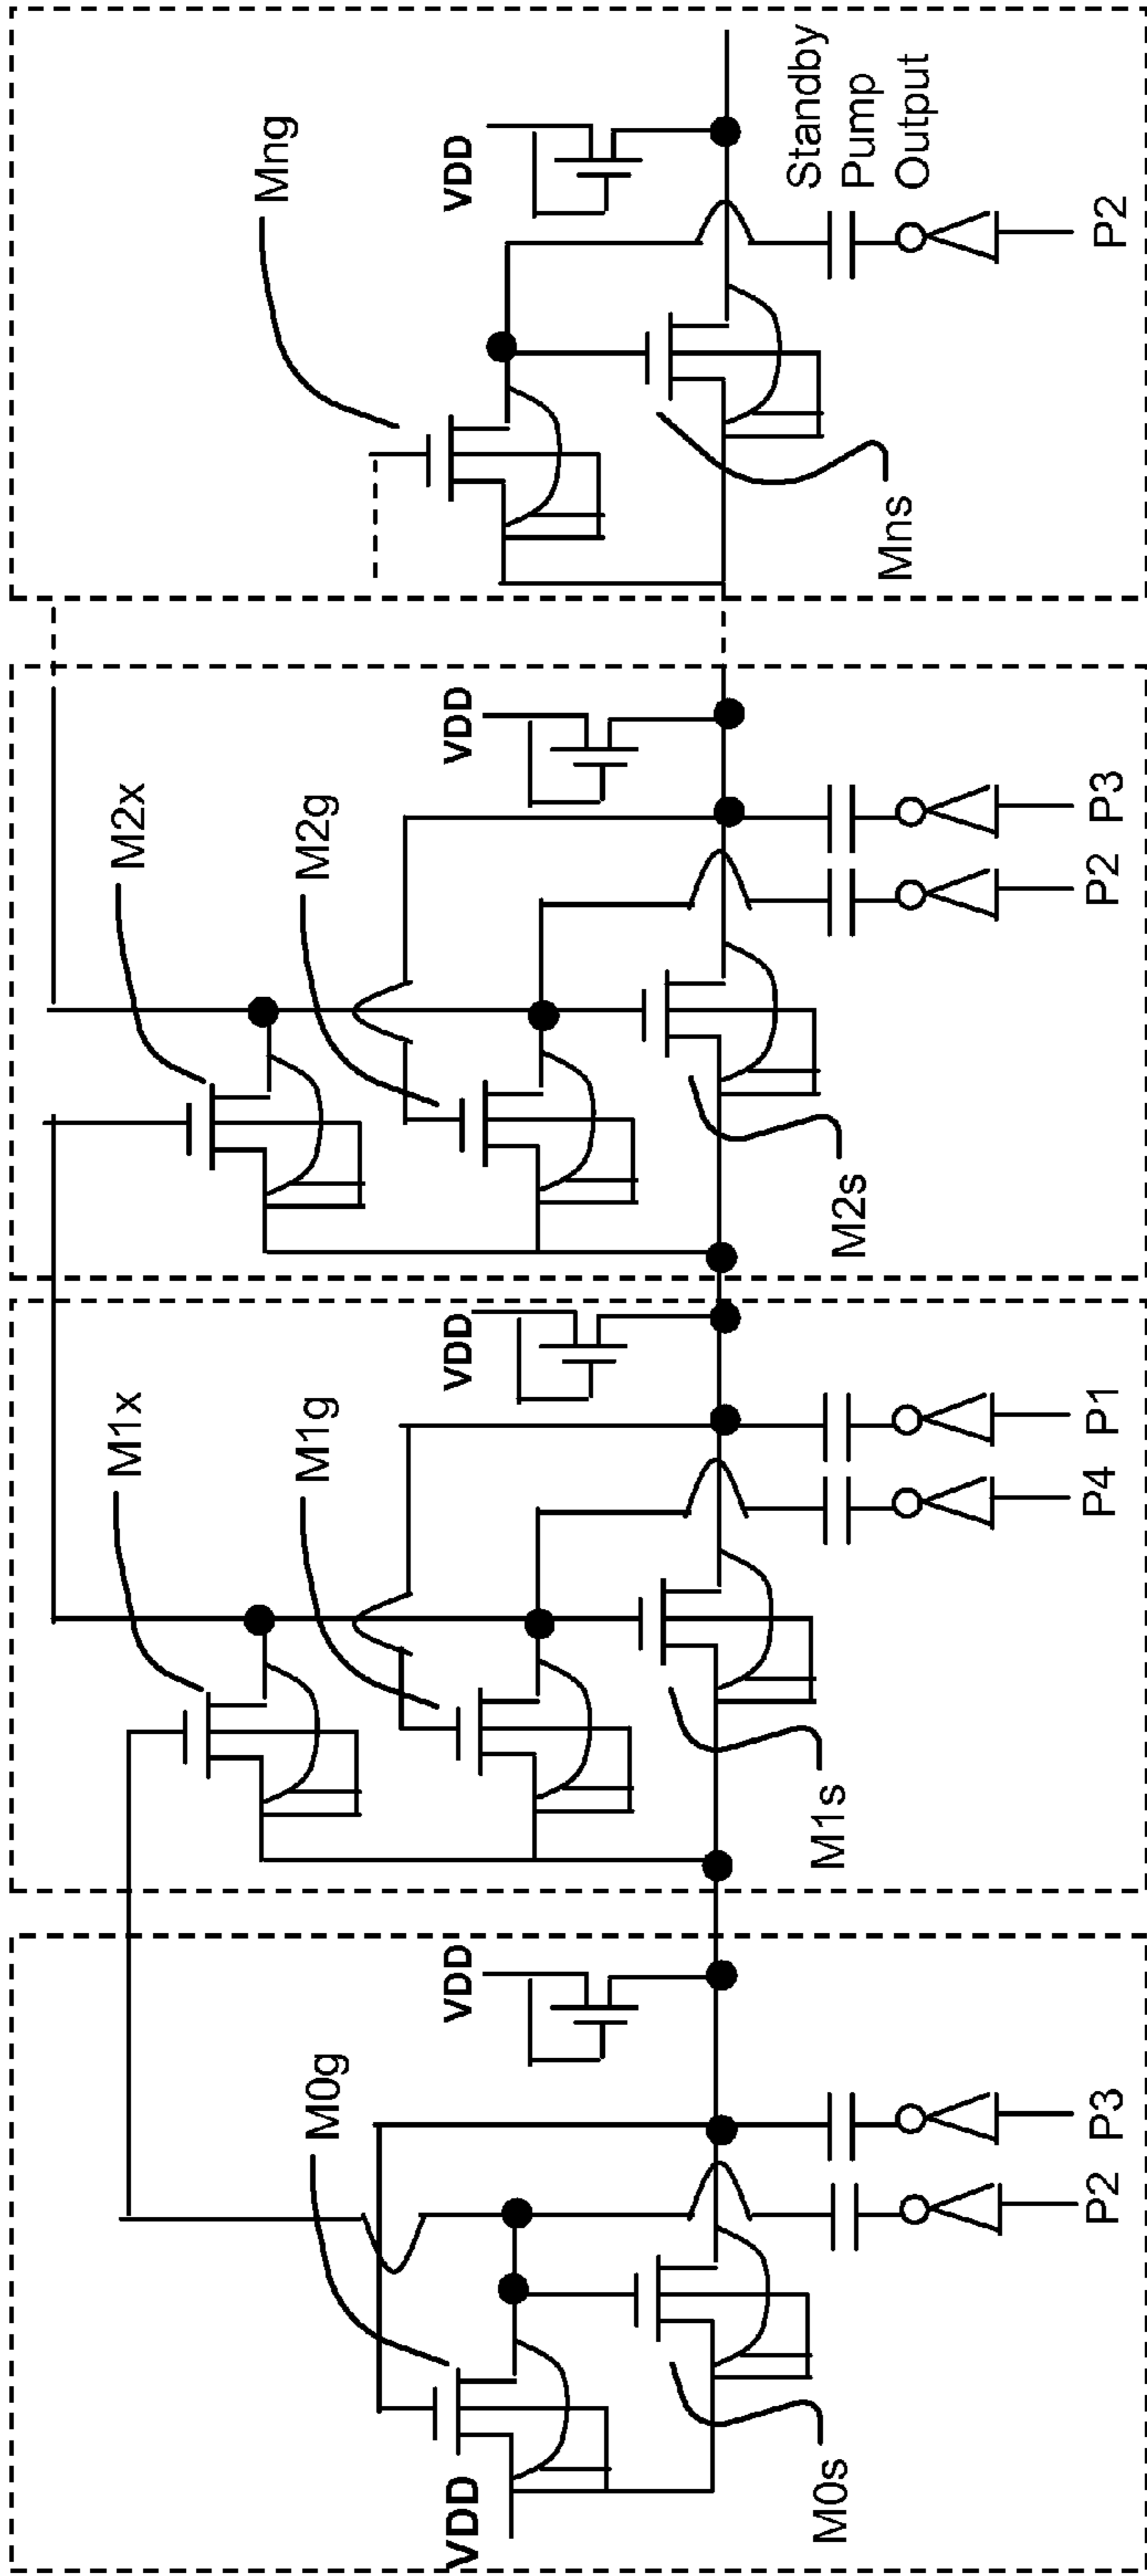 Mng
VDD
Standby
Pump
Output
P2
Mns
M2x
M2g
VDD
M2s
P2
P3
M1x
M1g
VDD
M1s
P4
P1
M0g
VDD
VDD
M0s
P2
P3